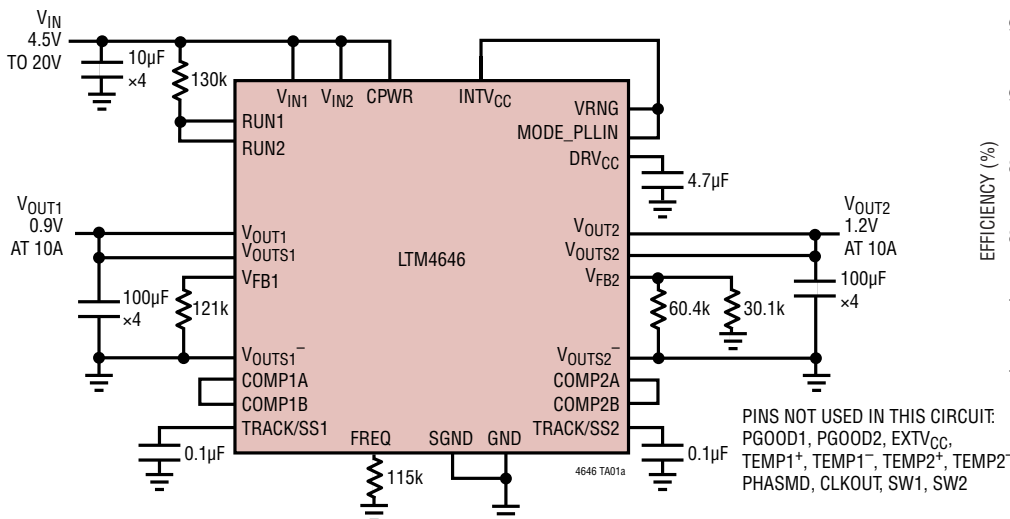 VIN
4.5V
TO 20V
10µF
×4
130k
VIN1
VIN2
CPWR
INTVCC
RUN1
RUN2
VRNG
MODE_PLLIN
DRVCC
4.7µF
VOUT1
0.9V
AT 10A
VOUT1
VOUTS1
VFB1
100µF
×4
121k
VOUTS1–
COMP1A
COMP1B
TRACK/SS1
0.1µF
LTM4646
VOUT2
VOUTS2
VFB2
VOUT2
1.2V
AT 10A
100µF
×4
60.4k
30.1k
VOUTS2–
COMP2A
COMP2B
TRACK/SS2
0.1µF
FREQ
SGND
GND
115k
4646 TA01a
PINS NOT USED IN THIS CIRCUIT:
PGOOD1, PGOOD2, EXTVCC,
TEMP1+, TEMP1–, TEMP2+, TEMP2–
PHASMD, CLKOUT, SW1, SW2
EFFICIENCY (%)